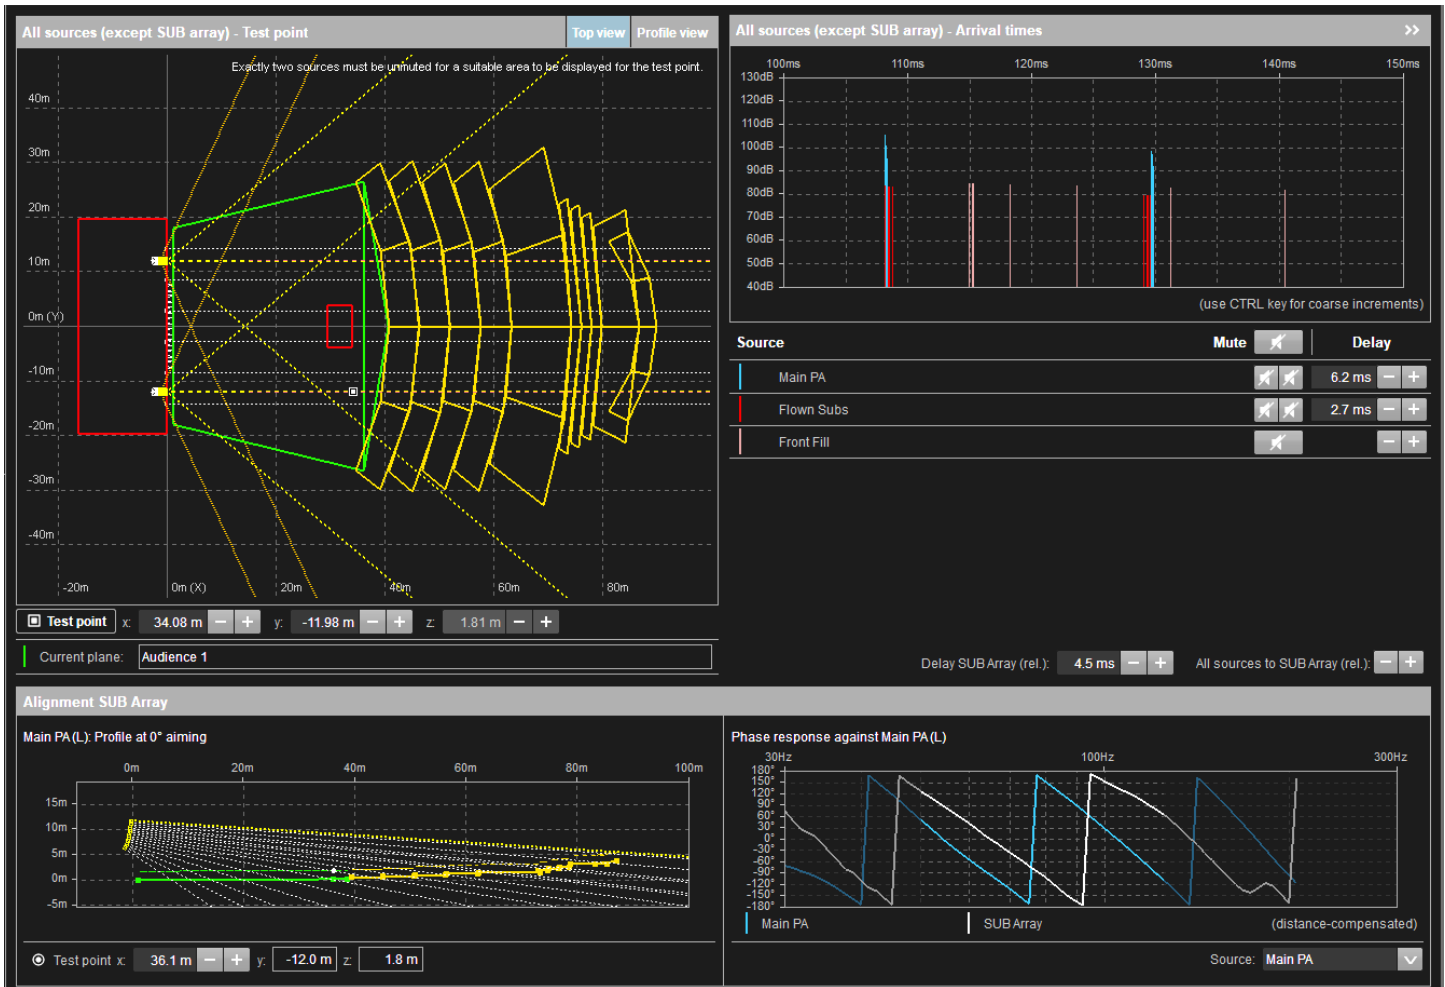 All sources (except SUB array) - Test point
Top view
Profile view
Exactly two sources must be unmuted for a suitable area to be displayed for the test point.
40m
30m
20m
10m
0m (Y)
-10m
-20m
-30m
-40m
-20m
0m (X)
20m
40m
60m
80m
Test point
x:
34.08 m
y:
-11.98 m
z:
1.81 m
Current plane:
Audience 1
All sources (except SUB array) - Arrival times
100ms
110ms
120ms
130ms
140ms
150ms
130dB
120dB
110dB
100dB
90dB
80dB
70dB
60dB
50dB
40dB
(use CTRL key for coarse increments)
Source
Mute
Delay
Main PA
6.2 ms
Flown Subs
2.7 ms
Front Fill
Delay SUB Array (rel.):
4.5 ms
All sources to SUB Array (rel.):
Alignment SUB Array
Main PA (L): Profile at 0° aiming
0m
20m
40m
60m
80m
100m
15m
10m
5m
0m
-5m
Test point
x:
36.1 m
y:
-12.0 m
z:
1.8 m
Phase response against Main PA (L)
30Hz
100Hz
300Hz
180°
150°
120°
90°
60°
30°
0°
-30°
-60°
-90°
-120°
-150°
-180°
Main PA
SUB Array
(distance-compensated)
Source:
Main PA